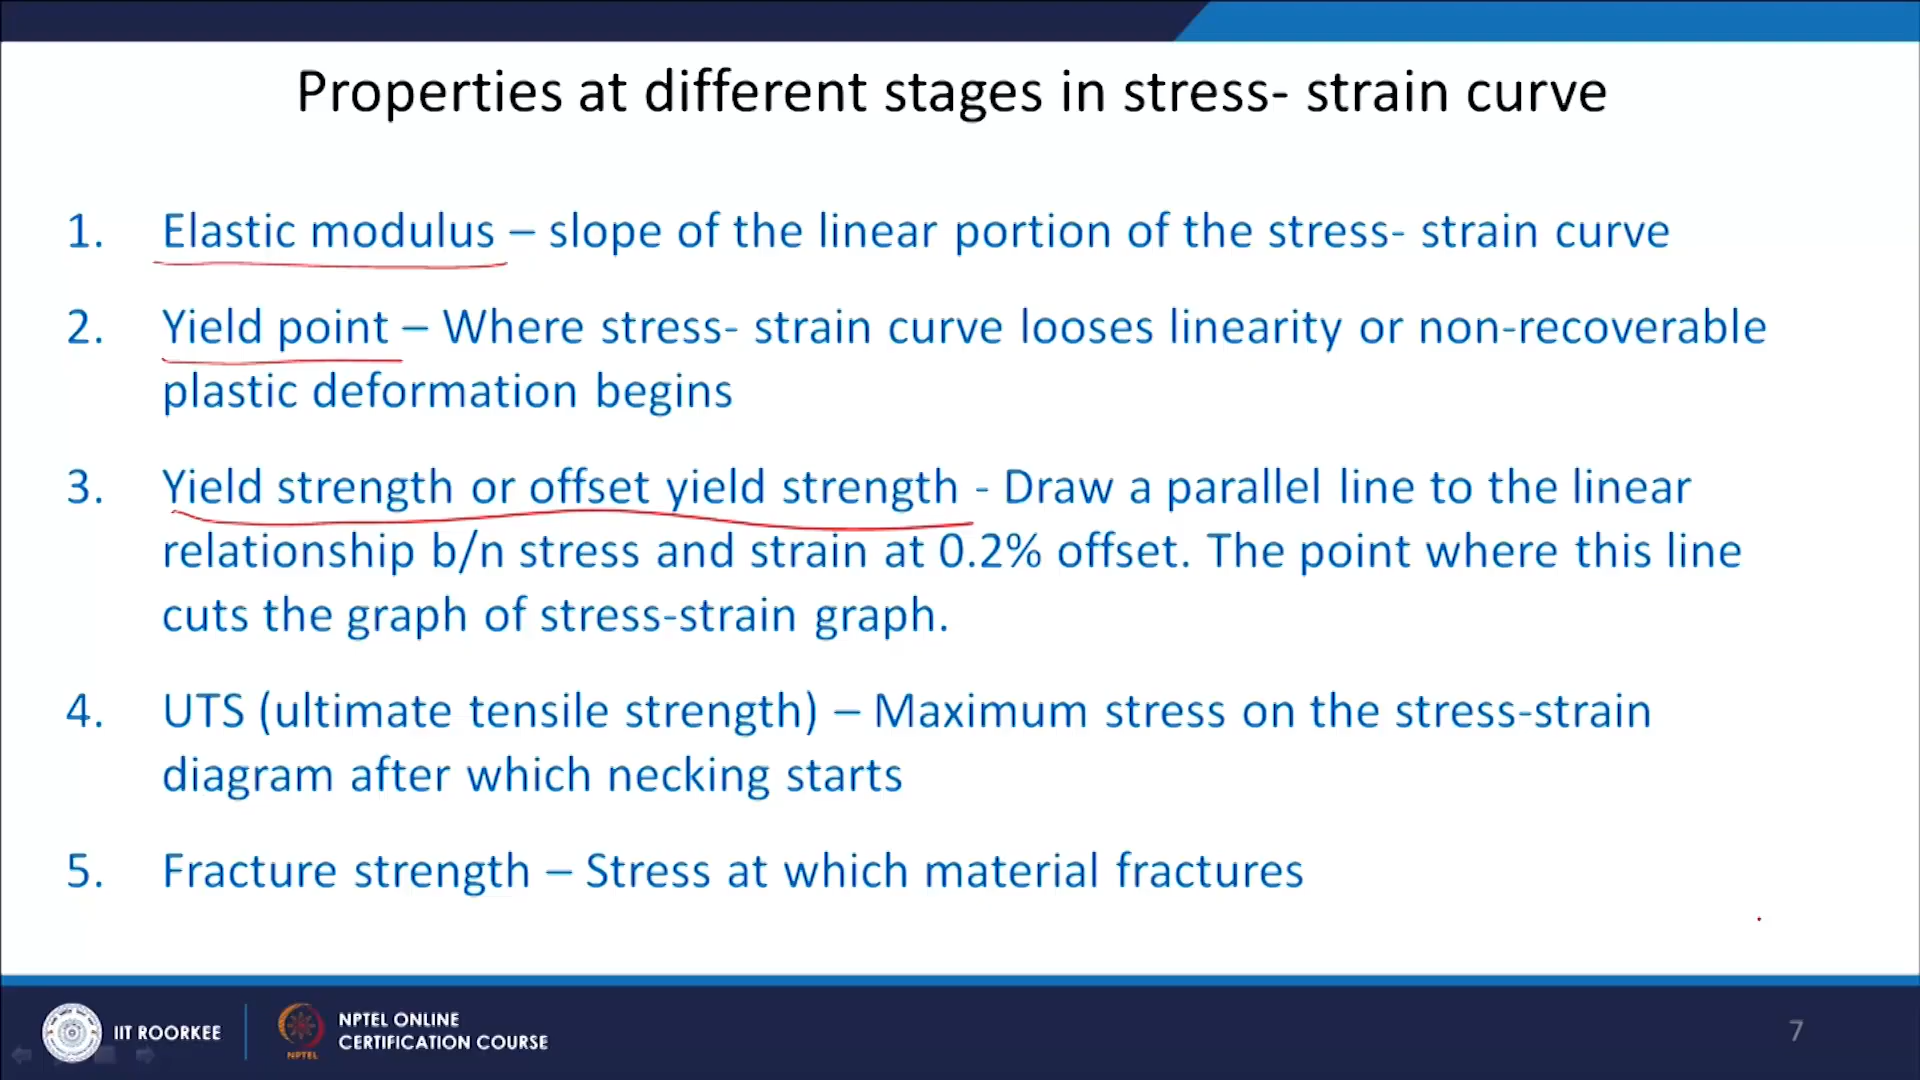 Properties at different stages in stress- strain curve
1. Elastic modulus – slope of the linear portion of the stress- strain curve
2. Yield point – Where stress- strain curve looses linearity or non-recoverable
plastic deformation begins
3. Yield strength or offset yield strength - Draw a parallel line to the linear
relationship b/n stress and strain at 0.2% offset. The point where this line
cuts the graph of stress-strain graph.
4. UTS (ultimate tensile strength) – Maximum stress on the stress-strain
diagram after which necking starts
5. Fracture strength – Stress at which material fractures
IIT ROORKEE
NPTEL
NPTEL ONLINE
CERTIFICATION COURSE
7